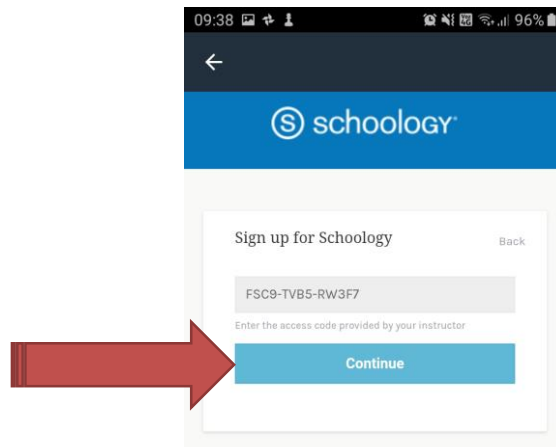 09:38 96%
schoology
Sign up for Schoology
Back
FSC9-TVB5-RW3F7
Enter the access code provided by your instructor
Continue